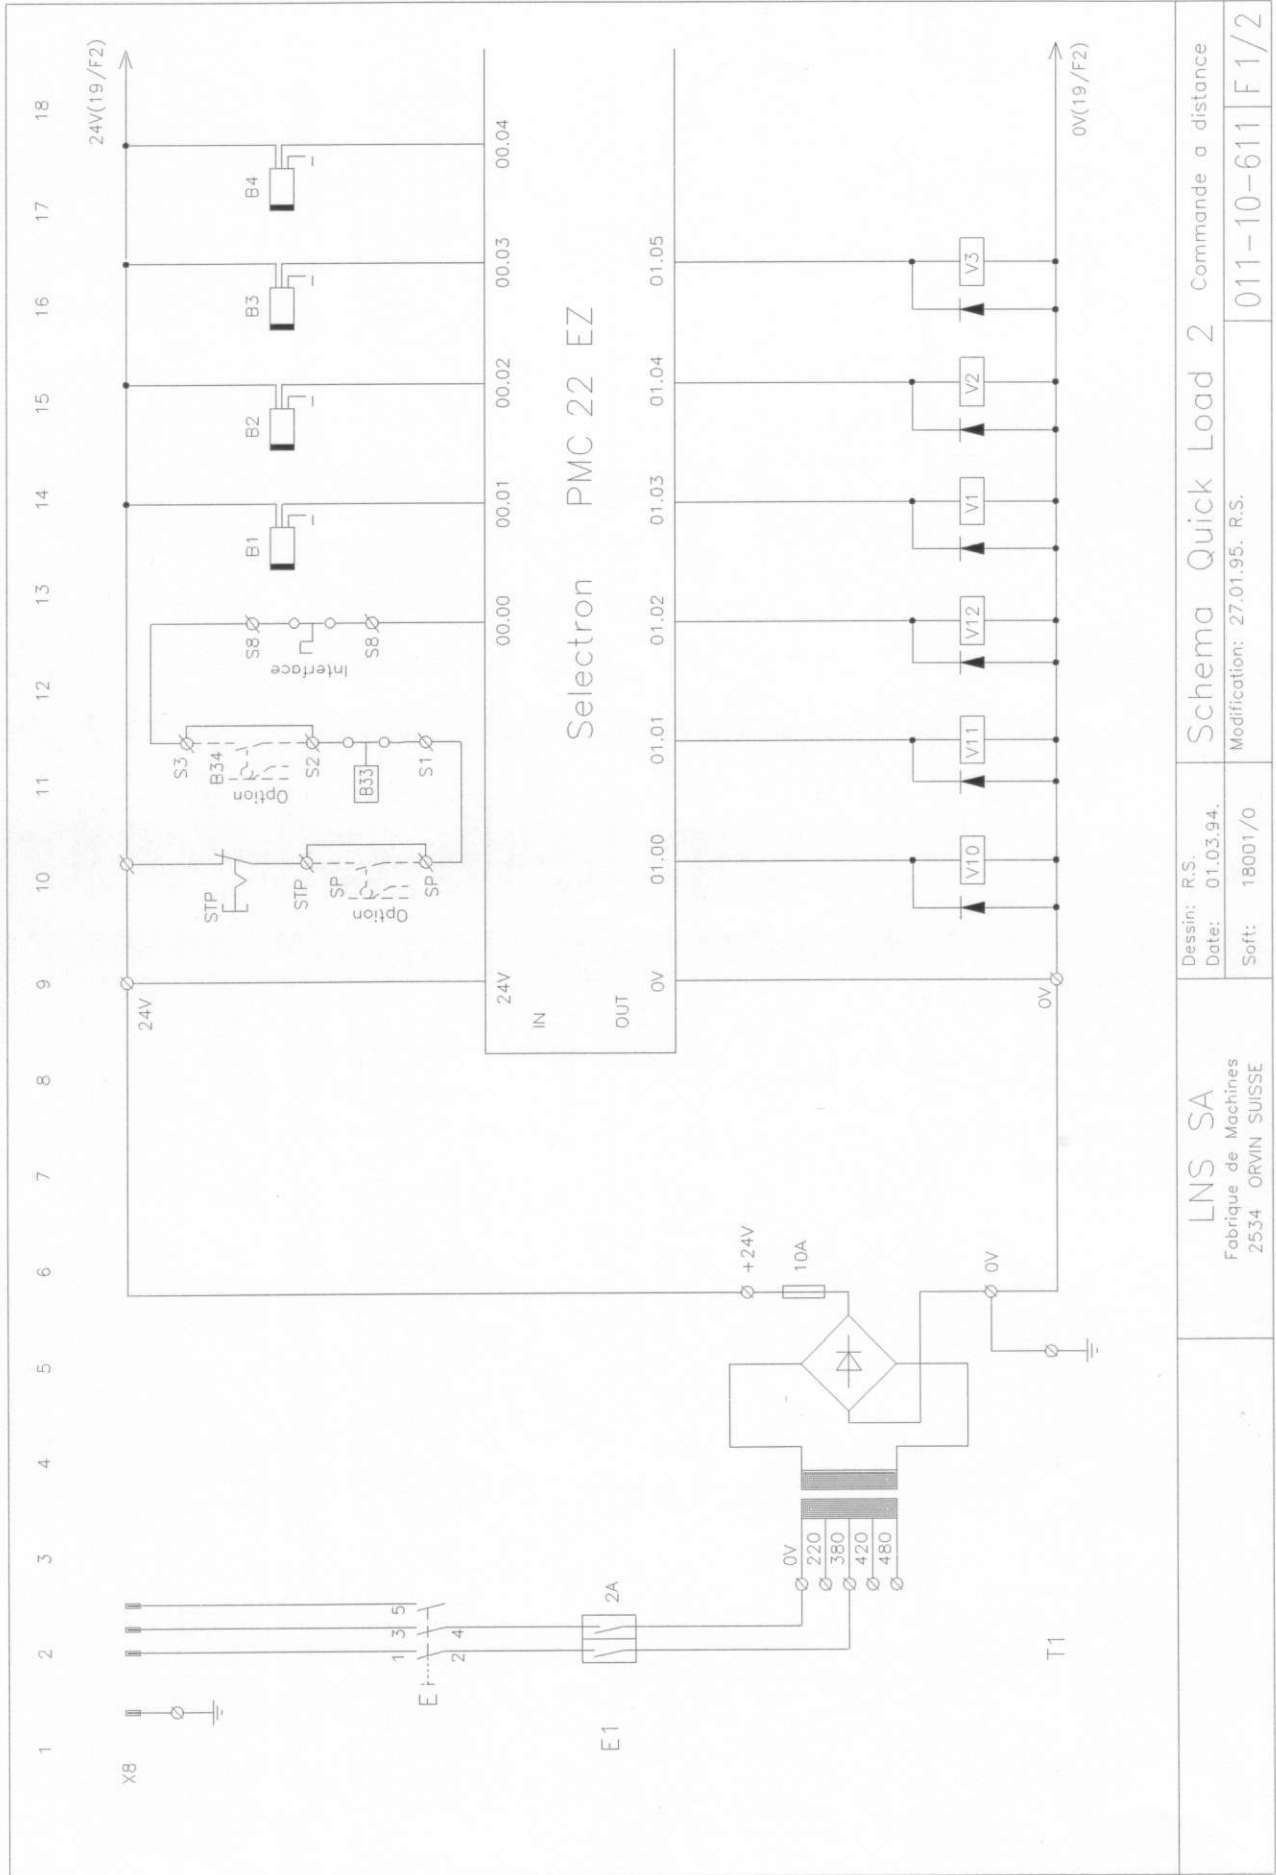 1 2 3 4 5 6 7 8 9 10 11 12 13 14 15 16 17 18
X8
24V
24V(19/F2)
STP
STP
SP
SP
Option
S3
B34
Option
S2
B33
S1
S8
Interface
S8
B1
B2
B3
B4
E
1 3 5
2 4
E1
2A
24V 00.00 00.01 00.02 00.03 00.04
IN
Selectron PMC 22 EZ
OUT
0V 01.00 01.01 01.02 01.03 01.04 01.05
+24V
10A
0V
0V
220
380
420
480
T1
V10 V11 V12 V1 V2 V3
0V
0V(19/F2)
LNS SA
Fabrique de Machines
2534 ORVIN SUISSE
Dessin: R.S.
Date: 01.03.94.
Soft: 18001/0
Schema Quick Load 2 Commande a distance
Modification: 27.01.95. R.S.
011-10-611 F 1/2